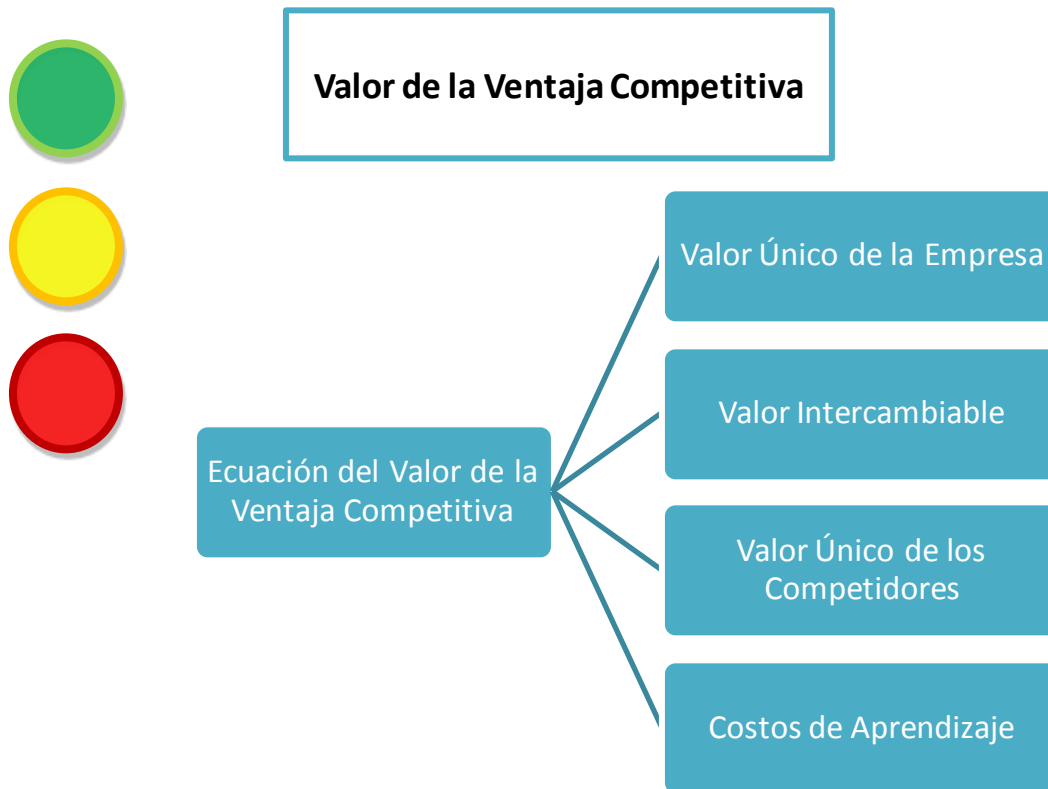 Valor de la Ventaja Competitiva
Valor Único de la Empresa
Valor Intercambiable
Ecuación del Valor de la
Ventaja Competitiva
Valor Único de los
Competidores
Costos de Aprendizaje